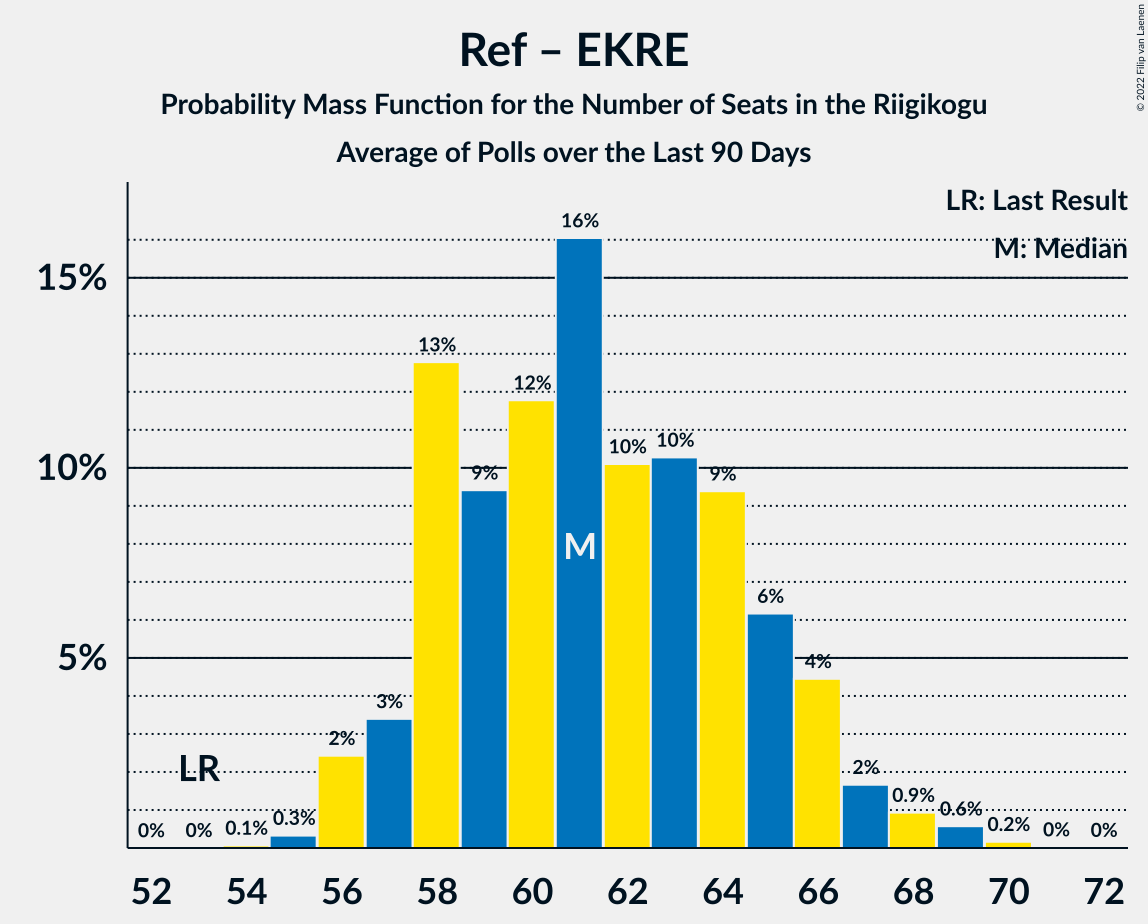 Ref – EKRE
Probability Mass Function for the Number of Seats in the Riigikogu
Average of Polls over the Last 90 Days
© 2022 Filip van Laenen
LR: Last Result
M: Median
15%
10%
5%
0% 0% 0.1% 0.3% 2% 3% 13% 9% 12% 16% 10% 10% 9% 6% 4% 2% 0.9% 0.6% 0.2% 0% 0%
LR
M
52 54 56 58 60 62 64 66 68 70 72